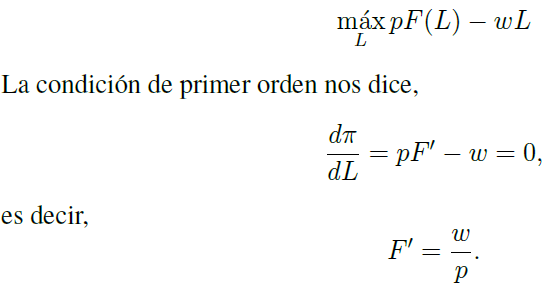 máx pF(L) − wL
L
La condición de primer orden nos dice,
dπ/dL = pF′ − w = 0,
es decir,
F′ = w/p.